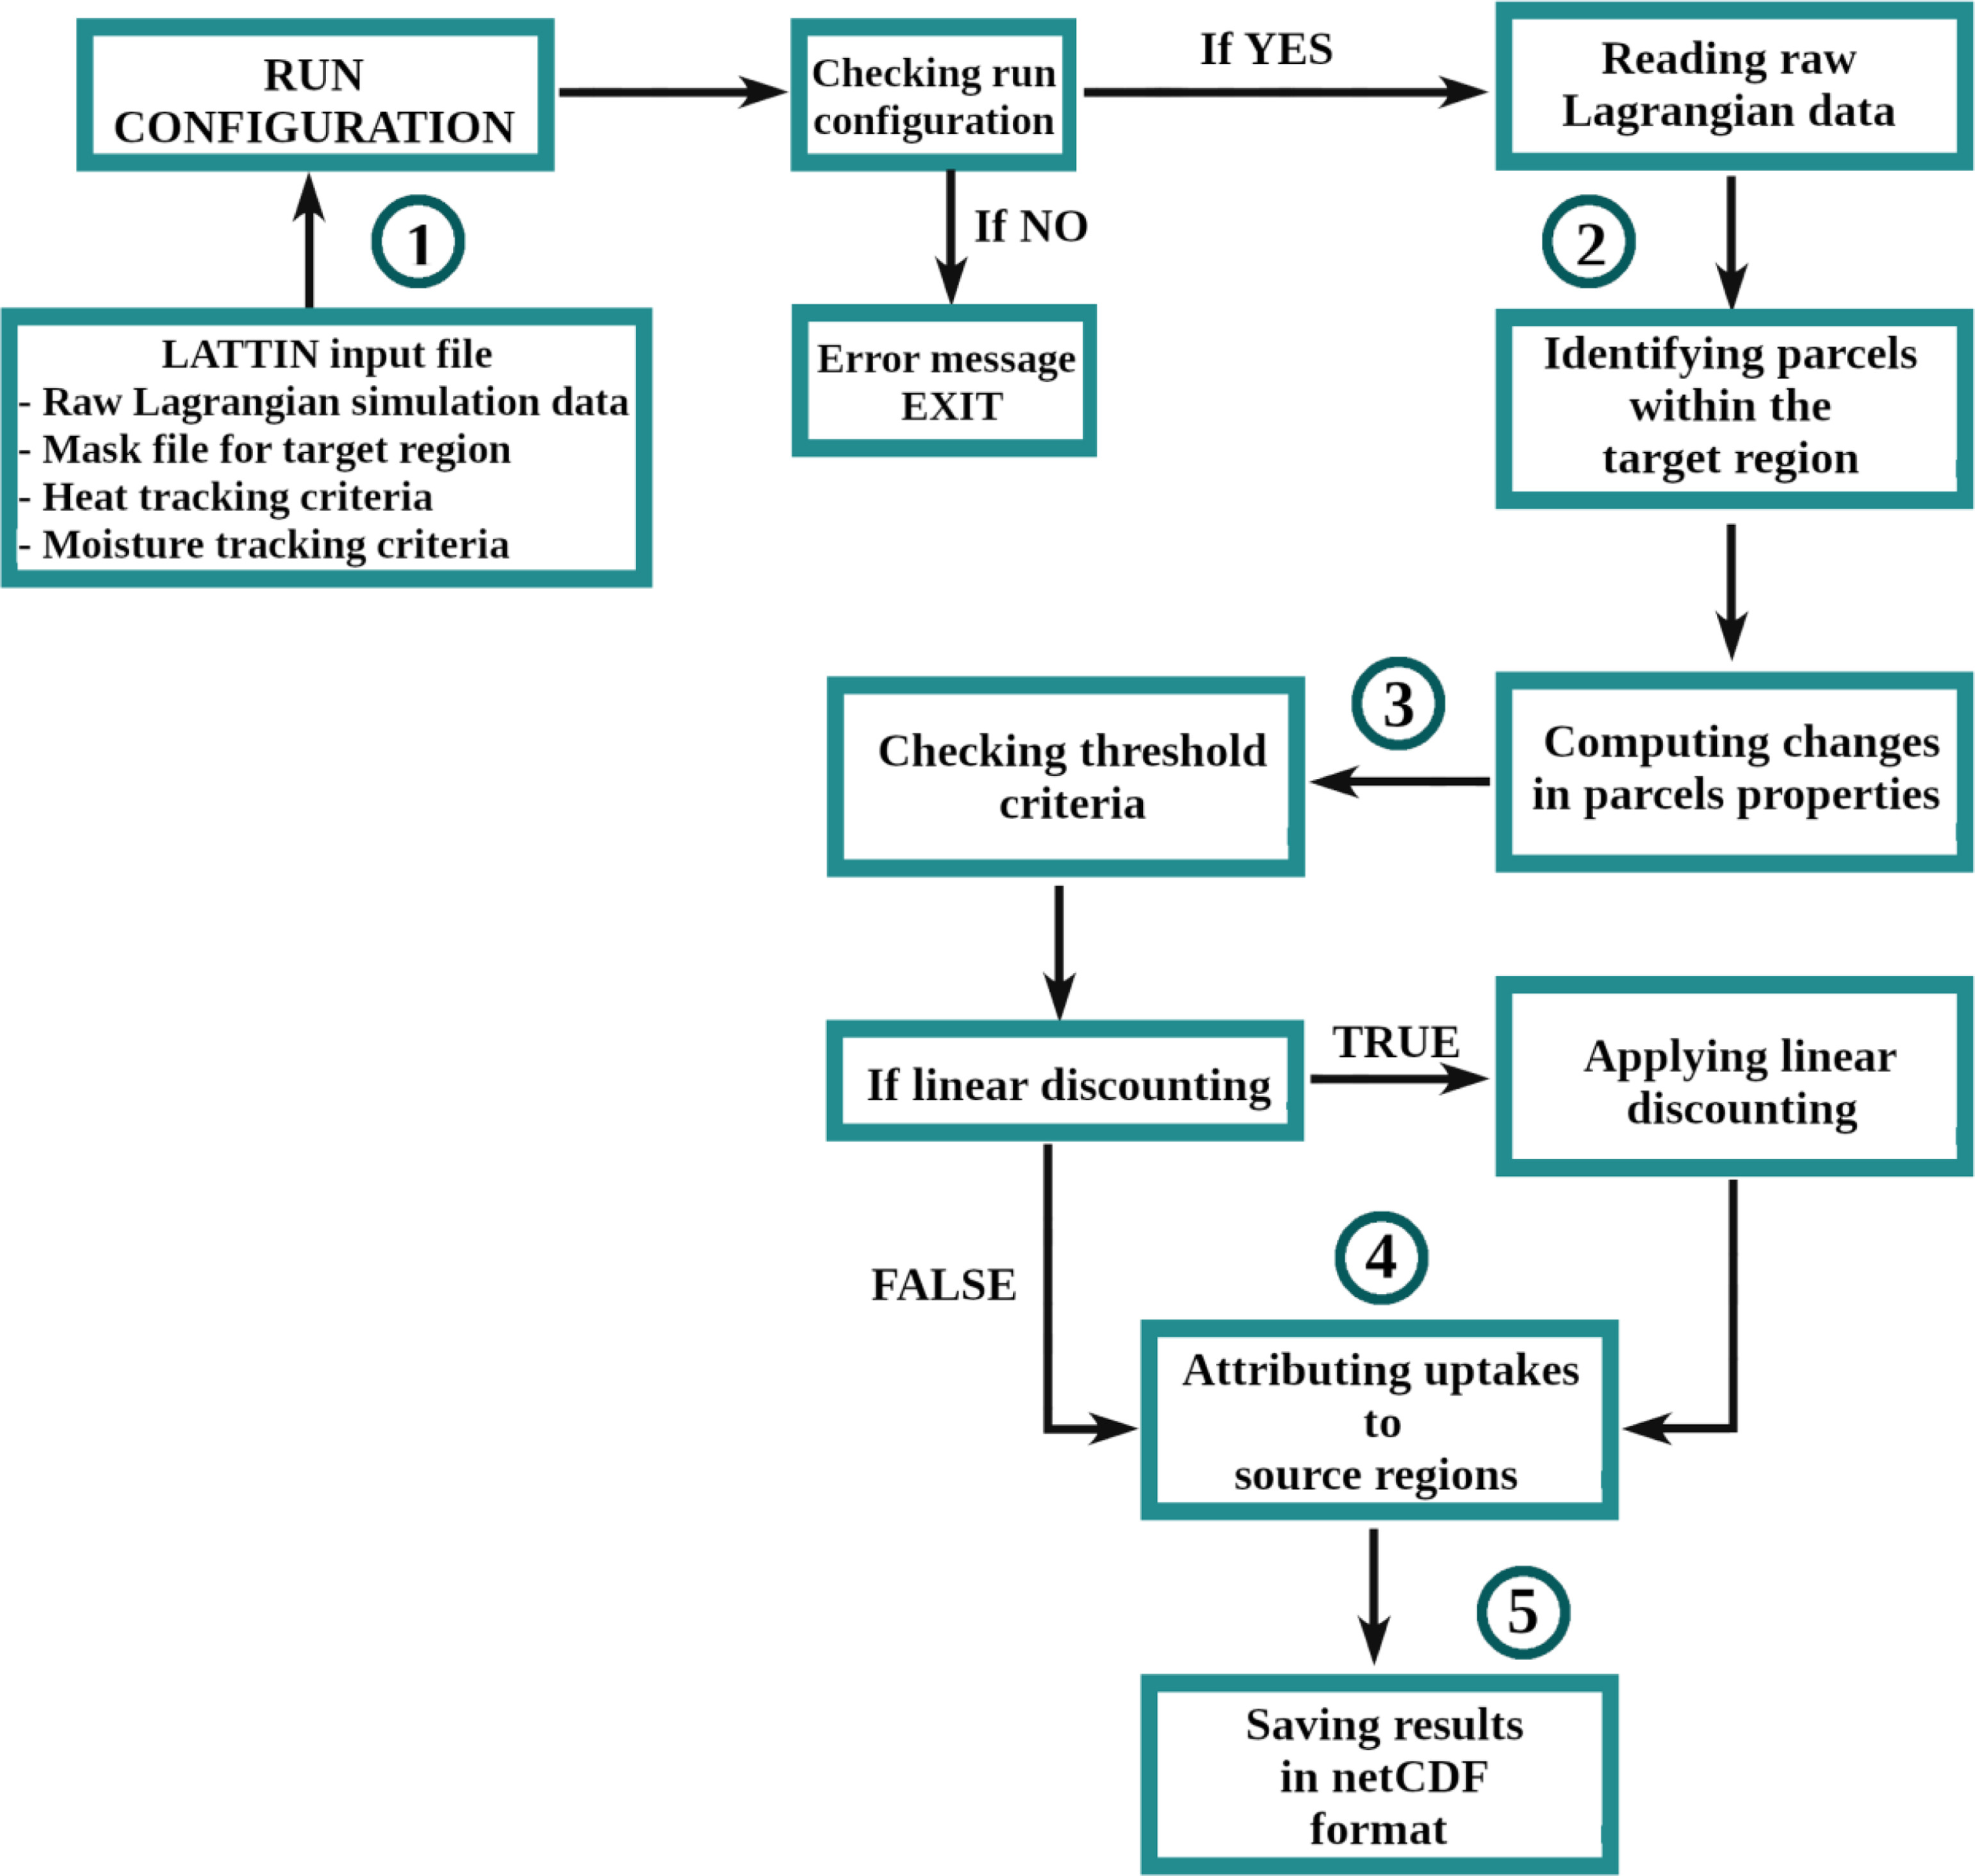 RUN
CONFIGURATION
Checking run
configuration
If YES
Reading raw
Lagrangian data
1
If NO
2
LATTIN input file
- Raw Lagrangian simulation data
- Mask file for target region
- Heat tracking criteria
- Moisture tracking criteria
Error message
EXIT
Identifying parcels
within the
target region
3
Checking threshold
criteria
Computing changes
in parcels properties
If linear discounting
TRUE
Applying linear
discounting
FALSE
4
Attributing uptakes
to
source regions
5
Saving results
in netCDF
format